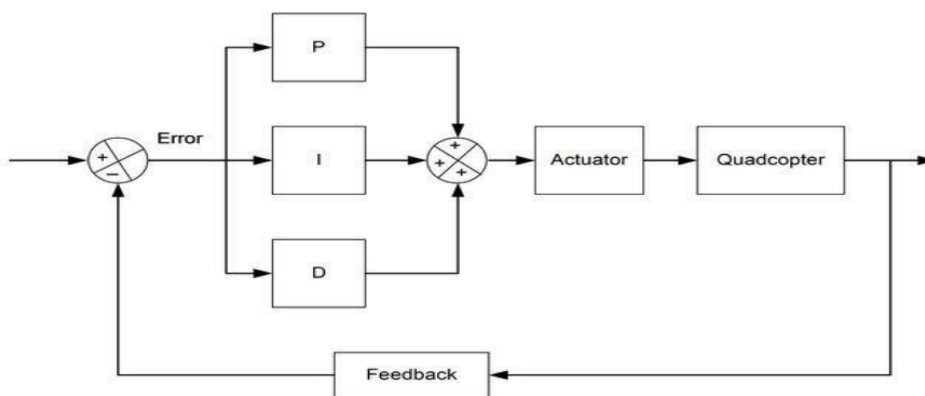 P
Error
+
−
I
+
+
+
Actuator
Quadcopter
D
Feedback